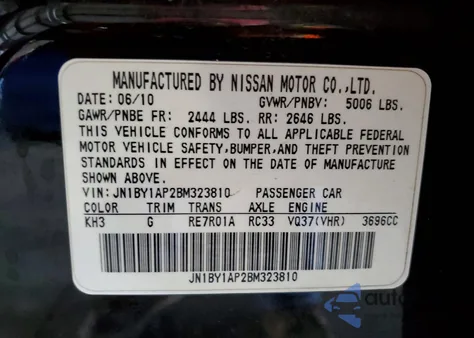 MANUFACTURED BY NISSAN MOTOR CO.,LTD.
DATE: 06/10 GVWR/PNBV: 5006 LBS.
GAWR/PNBE FR: 2444 LBS. RR: 2646 LBS.
THIS VEHICLE CONFORMS TO ALL APPLICABLE FEDERAL
MOTOR VEHICLE SAFETY,BUMPER,AND THEFT PREVENTION
STANDARDS IN EFFECT ON THE DATE OF MANUFACTURE
SHOWN ABOVE.
VIN: JN1BY1AP2BM323810 PASSENGER CAR
COLOR TRIM TRANS AXLE ENGINE
KH3 G RE7R01A RC33 VQ37(VHR) 3696CC
JN1BY1AP2BM323810